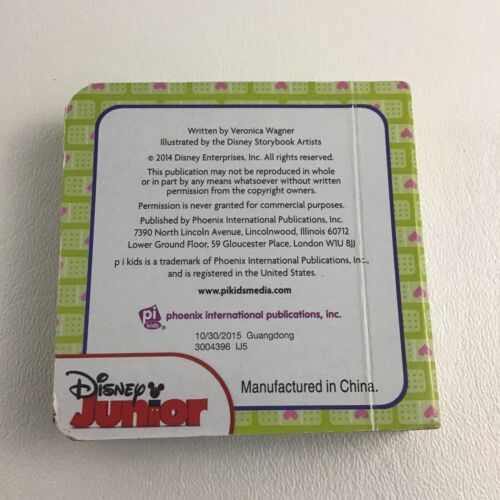 Written by Veronica Wagner
Illustrated by the Disney Storybook Artists
© 2014 Disney Enterprises, Inc. All rights reserved.
This publication may not be reproduced in whole
or in part by any means whatsoever without written
permission from the copyright owners.
Permission is never granted for commercial purposes.
Published by Phoenix International Publications, Inc.
7390 North Lincoln Avenue, Lincolnwood, Illinois 60712
Lower Ground Floor, 59 Gloucester Place, London W1U 8JJ
p i kids is a trademark of Phoenix International Publications, Inc.,
and is registered in the United States.
www.pikidsmedia.com
pi kids phoenix international publications, inc.
10/30/2015 Guangdong
3004396 IJ5
Disney
Junior
Manufactured in China.